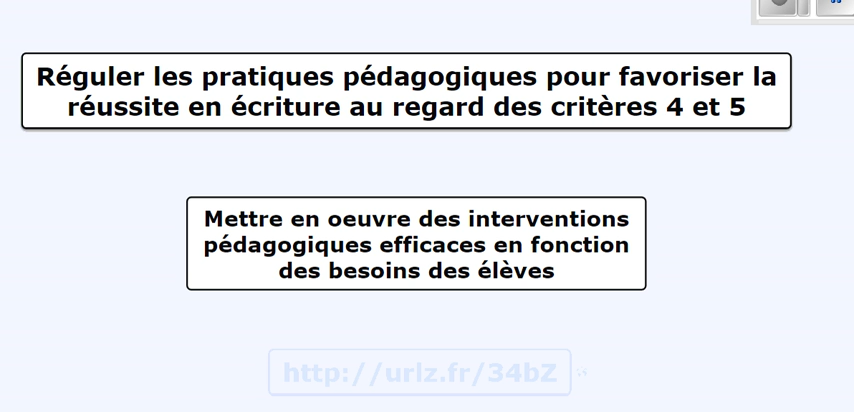 Réguler les pratiques pédagogiques pour favoriser la
réussite en écriture au regard des critères 4 et 5
Mettre en oeuvre des interventions
pédagogiques efficaces en fonction
des besoins des élèves
http://urlz.fr/34bZ